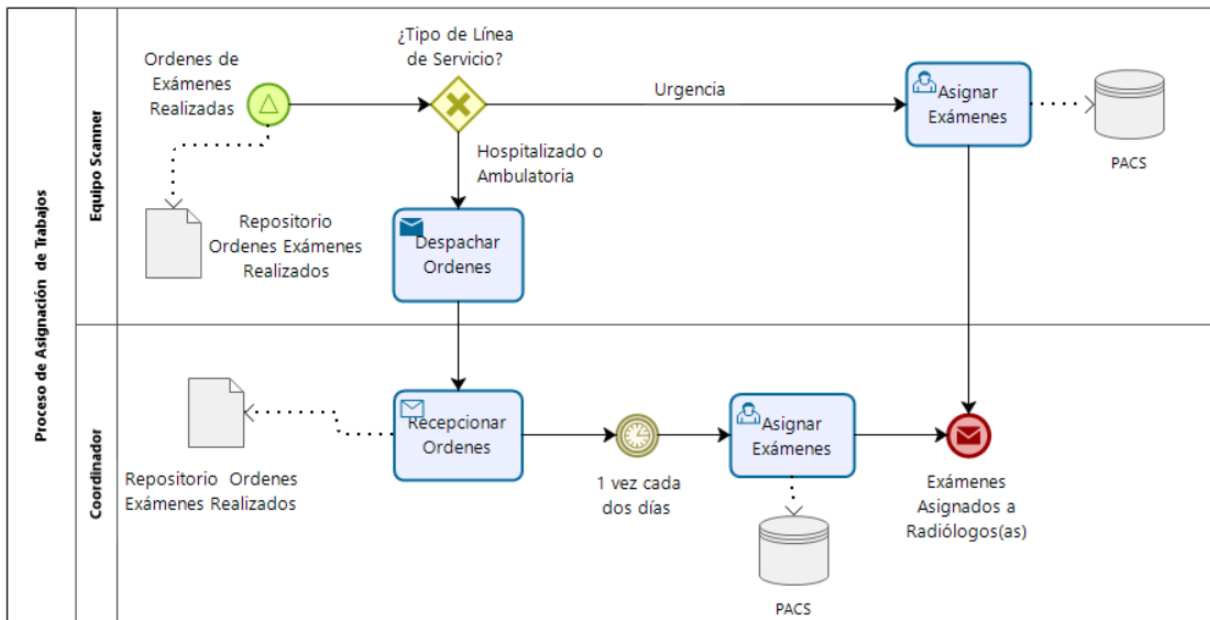 Proceso de Asignación de Trabajos
Equipo Scanner
Ordenes de
Exámenes
Realizadas
¿Tipo de Línea
de Servicio?
Urgencia
Asignar
Exámenes
PACS
Hospitalizado o
Ambulatoria
Repositorio
Ordenes Exámenes
Realizados
Despachar
Ordenes
Coordinador
Repositorio Ordenes
Exámenes Realizados
Recepcionar
Ordenes
1 vez cada
dos días
Asignar
Exámenes
PACS
Exámenes
Asignados a
Radiólogos(as)